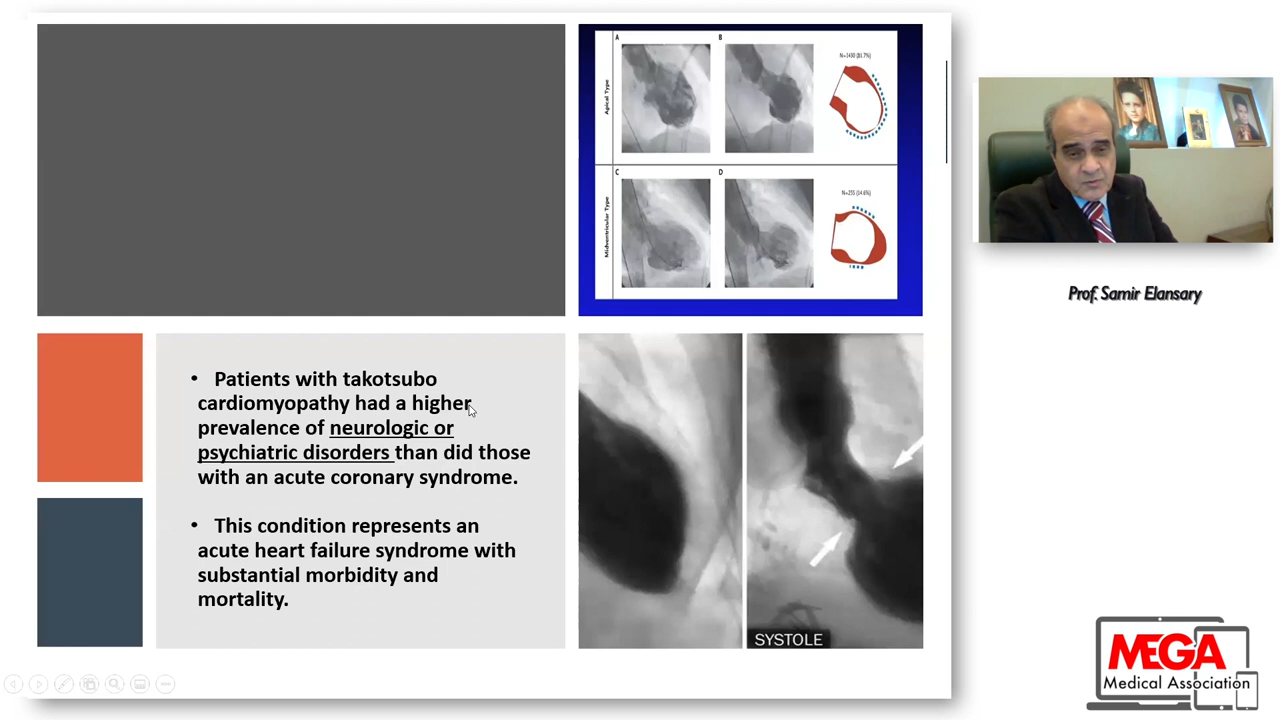 A
B
Apical Type
N=1430 (81.7%)
C
D
Midventricular Type
N=255 (14.6%)
• Patients with takotsubo
cardiomyopathy had a higher
prevalence of neurologic or
psychiatric disorders than did those
with an acute coronary syndrome.
• This condition represents an
acute heart failure syndrome with
substantial morbidity and
mortality.
SYSTOLE
Prof. Samir Elansary
MEGA
Medical Association